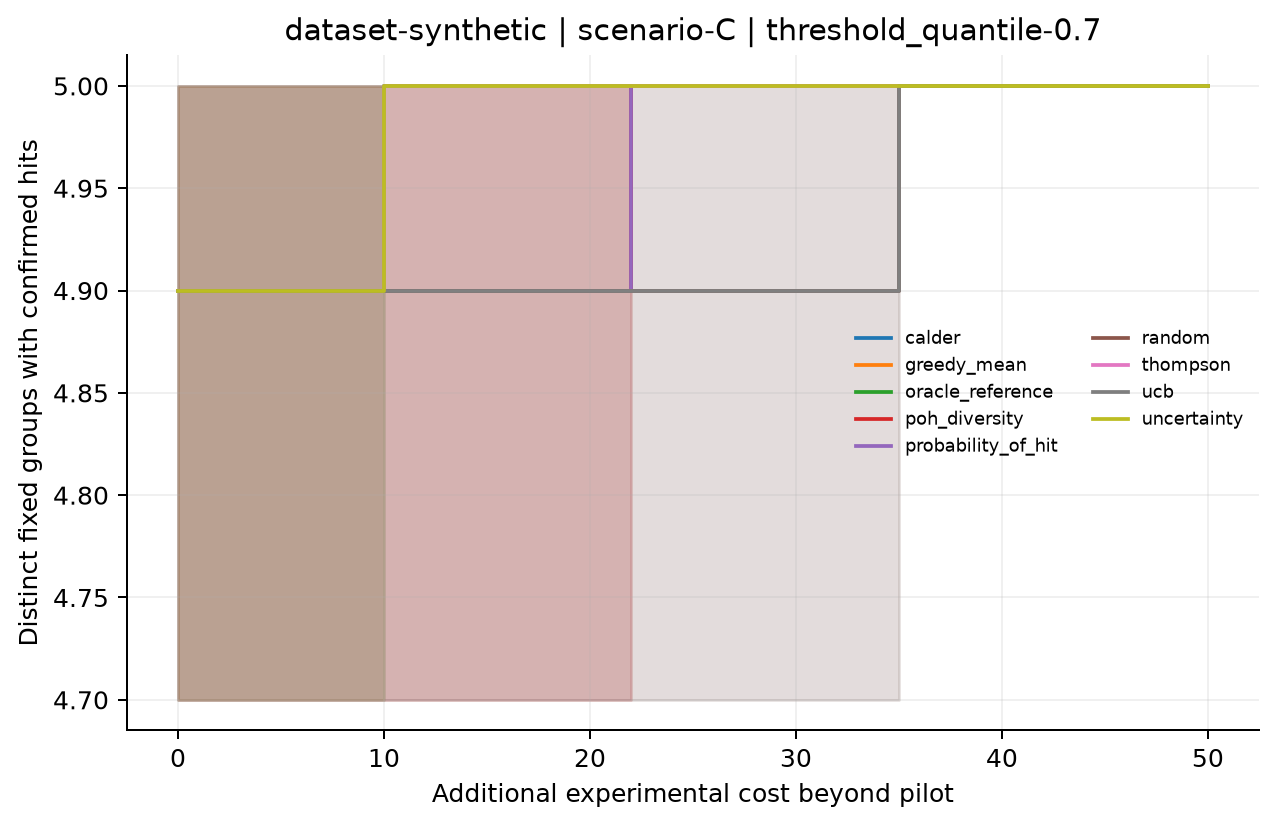 dataset-synthetic | scenario-C | threshold_quantile-0.7
Distinct fixed groups with confirmed hits
5.00
4.95
4.90
4.85
4.80
4.75
4.70
calder
greedy_mean
oracle_reference
poh_diversity
probability_of_hit
random
thompson
ucb
uncertainty
0 10 20 30 40 50
Additional experimental cost beyond pilot